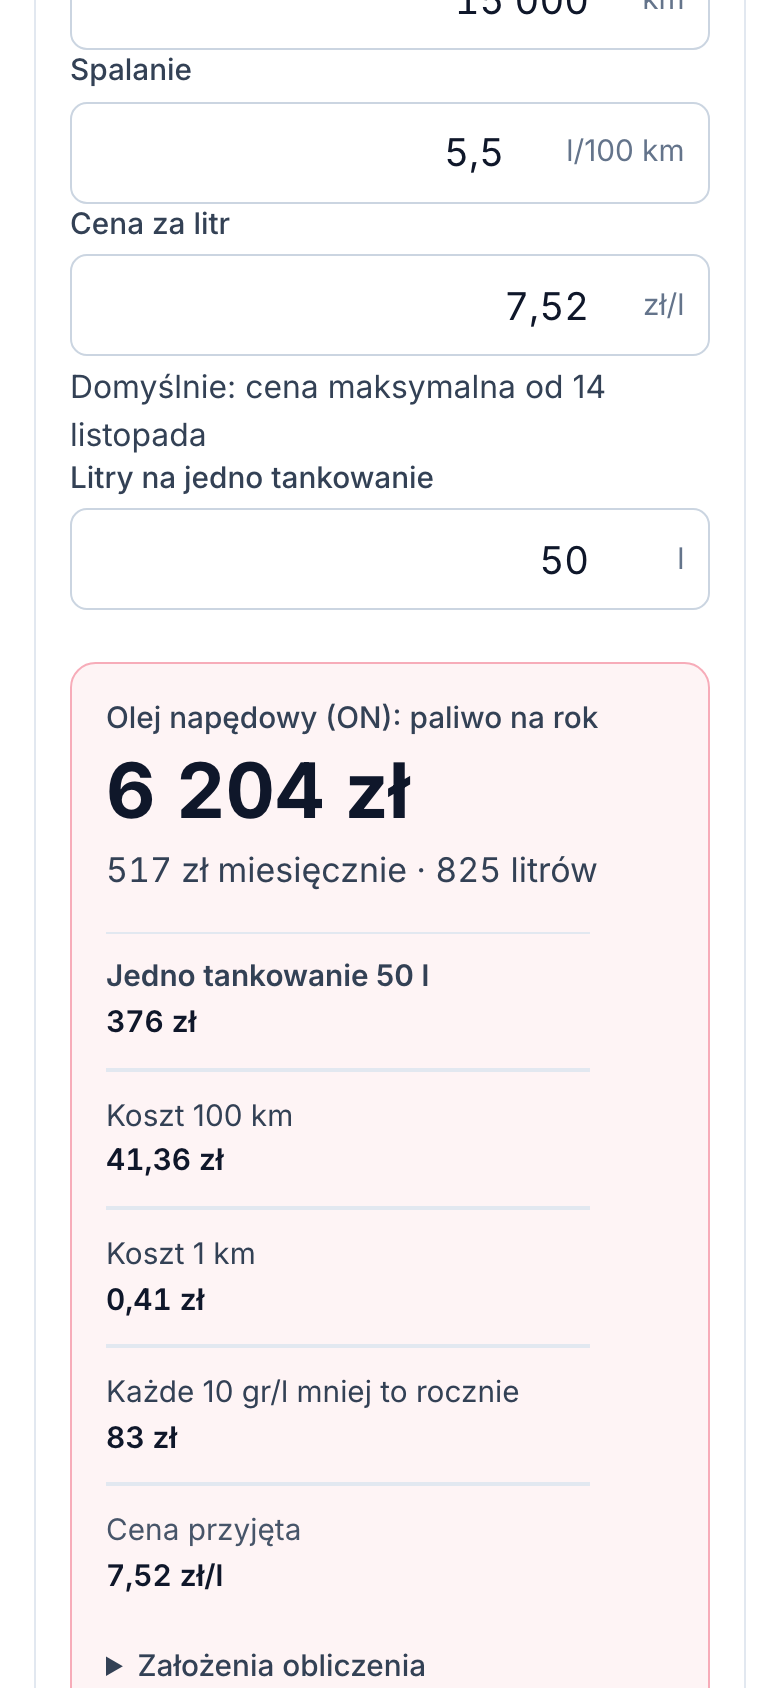 15 000 km
Spalanie
5,5 l/100 km
Cena za litr
7,52 zł/l
Domyślnie: cena maksymalna od 14
listopada
Litry na jedno tankowanie
50 l
Olej napędowy (ON): paliwo na rok
6 204 zł
517 zł miesięcznie · 825 litrów
Jedno tankowanie 50 l
376 zł
Koszt 100 km
41,36 zł
Koszt 1 km
0,41 zł
Każde 10 gr/l mniej to rocznie
83 zł
Cena przyjęta
7,52 zł/l
▶ Założenia obliczenia